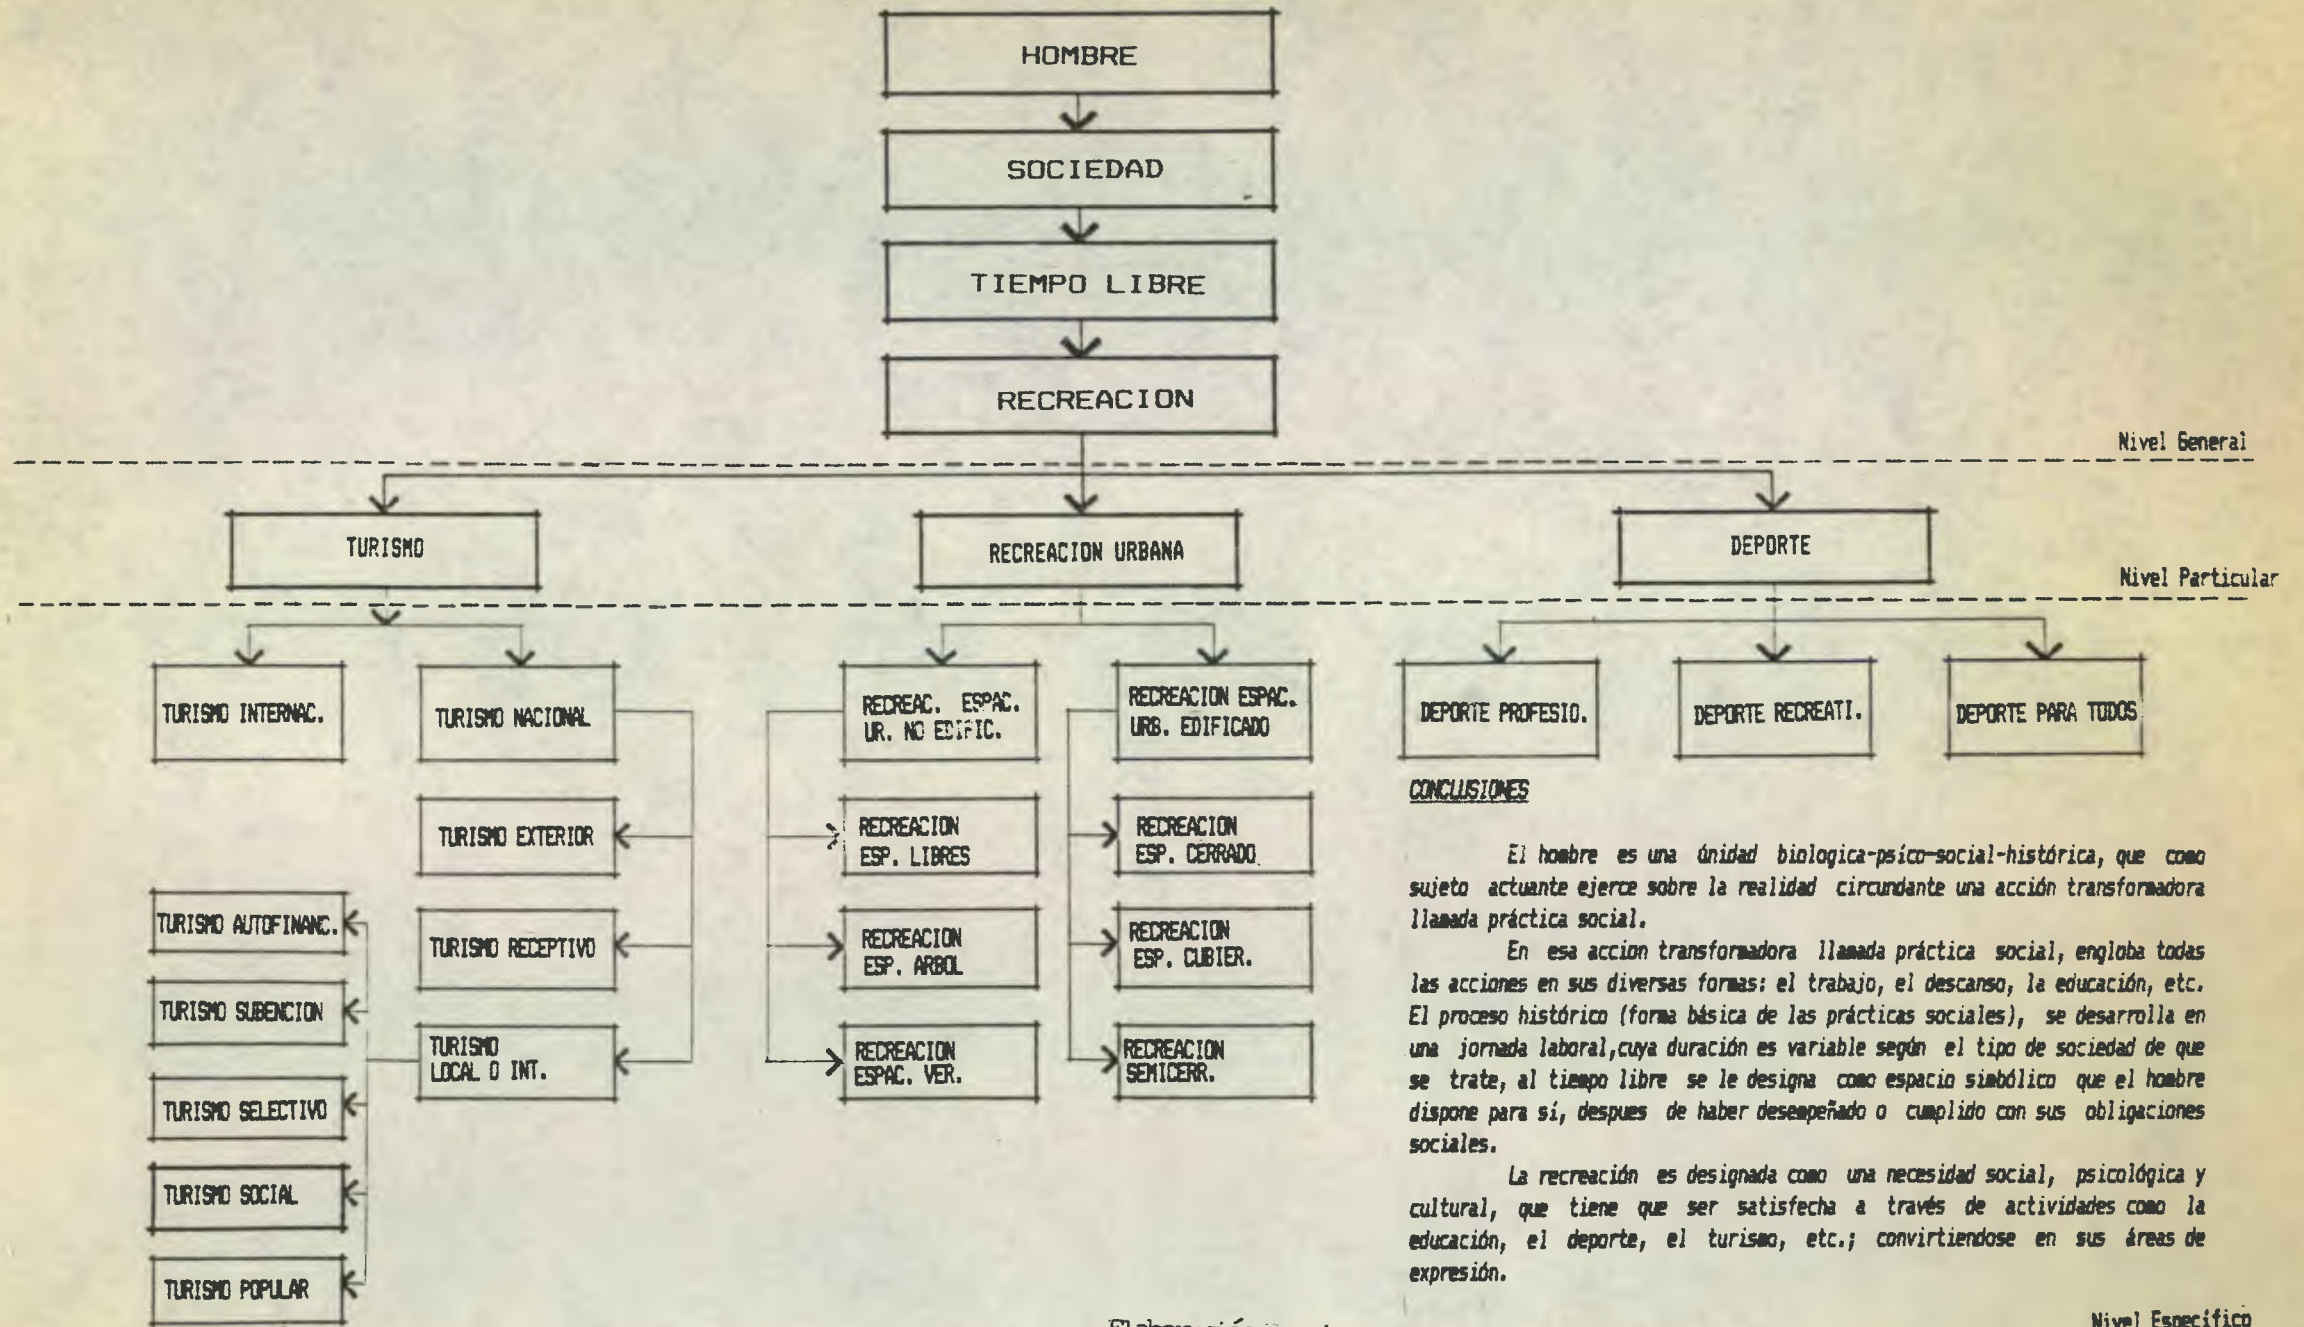 HOMBRE
SOCIEDAD
TIEMPO LIBRE
RECREACION
Nivel General
TURISMO
RECREACION URBANA
DEPORTE
Nivel Particular
TURISMO INTERNAC.
TURISMO NACIONAL
RECREAC. ESPAC.
UR. NO EDIFIC.
RECREACION ESPAC.
URB. EDIFICADO
DEPORTE PROFESIO.
DEPORTE RECREATI.
DEPORTE PARA TODOS
TURISMO EXTERIOR
RECREACION
ESP. LIBRES
RECREACION
ESP. CERRADO
TURISMO AUTOFINANC.
TURISMO RECEPTIVO
RECREACION
ESP. ARBOL
RECREACION
ESP. CUBIER.
TURISMO SUBENCION
TURISMO
LOCAL O INT.
RECREACION
ESPAC. VER.
RECREACION
SEMICERR.
TURISMO SELECTIVO
TURISMO SOCIAL
TURISMO POPULAR
CONCLUSIONES
El hombre es una únidad biologica-psíco-social-histórica, que como
sujeto actuante ejerce sobre la realidad circundante una acción transformadora
llamada práctica social.
En esa accion transformadora llamada práctica social, engloba todas
las acciones en sus diversas formas: el trabajo, el descanso, la educación, etc.
El proceso histórico (forma básica de las prácticas sociales), se desarrolla en
una jornada laboral,cuya duración es variable según el tipo de sociedad de que
se trate, al tiempo libre se le designa como espacio simbólico que el hombre
dispone para sí, despues de haber desempeñado o cumplido con sus obligaciones
sociales.
La recreación es designada como una necesidad social, psicológica y
cultural, que tiene que ser satisfecha a través de actividades como la
educación, el deporte, el turismo, etc.; convirtiendose en sus áreas de
expresión.
Nivel Específico